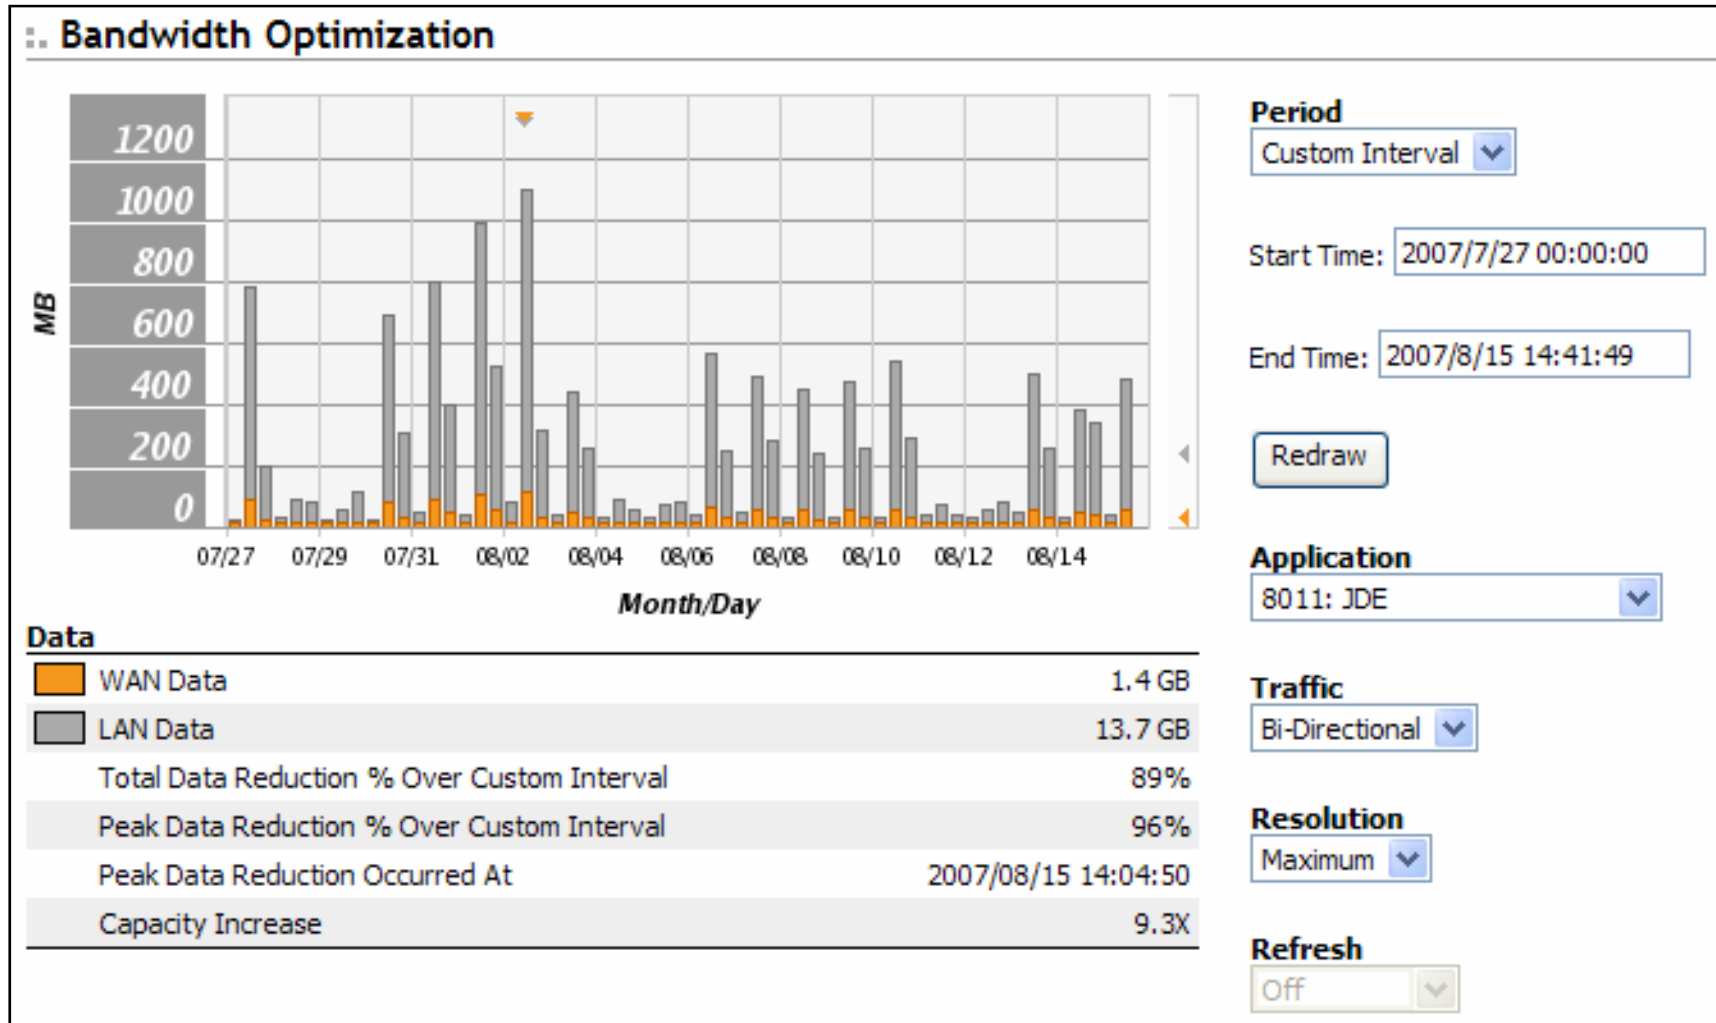 :. Bandwidth Optimization
1200
1000
800
600
400
200
0
MB
07/27 07/29 07/31 08/02 08/04 08/06 08/08 08/10 08/12 08/14
Month/Day
Data
WAN Data 1.4 GB
LAN Data 13.7 GB
Total Data Reduction % Over Custom Interval 89%
Peak Data Reduction % Over Custom Interval 96%
Peak Data Reduction Occurred At 2007/08/15 14:04:50
Capacity Increase 9.3X
Period
Custom Interval
Start Time: 2007/7/27 00:00:00
End Time: 2007/8/15 14:41:49
Redraw
Application
8011: JDE
Traffic
Bi-Directional
Resolution
Maximum
Refresh
Off